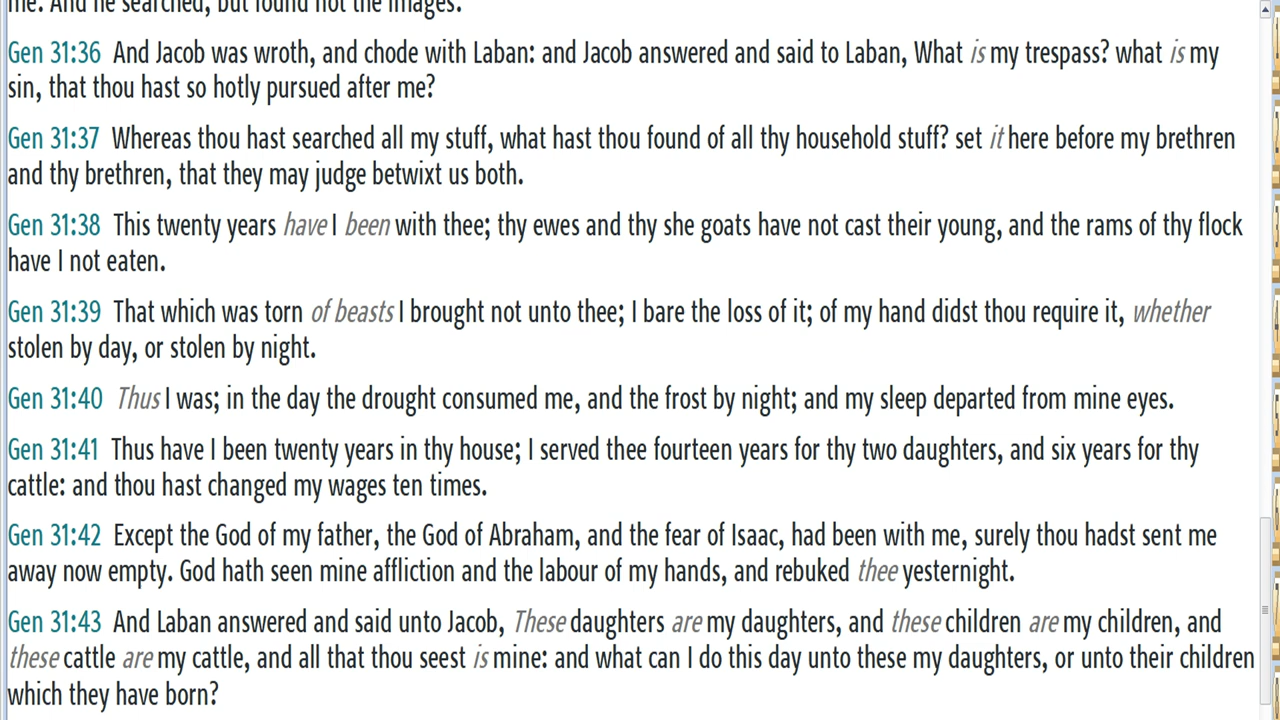 me. And he searched, but found not the images.
Gen 31:36 And Jacob was wroth, and chode with Laban: and Jacob answered and said to Laban, What is my trespass? what is my
sin, that thou hast so hotly pursued after me?
Gen 31:37 Whereas thou hast searched all my stuff, what hast thou found of all thy household stuff? set it here before my brethren
and thy brethren, that they may judge betwixt us both.
Gen 31:38 This twenty years have I been with thee; thy ewes and thy she goats have not cast their young, and the rams of thy flock
have I not eaten.
Gen 31:39 That which was torn of beasts I brought not unto thee; I bare the loss of it; of my hand didst thou require it, whether
stolen by day, or stolen by night.
Gen 31:40 Thus I was; in the day the drought consumed me, and the frost by night; and my sleep departed from mine eyes.
Gen 31:41 Thus have I been twenty years in thy house; I served thee fourteen years for thy two daughters, and six years for thy
cattle: and thou hast changed my wages ten times.
Gen 31:42 Except the God of my father, the God of Abraham, and the fear of Isaac, had been with me, surely thou hadst sent me
away now empty. God hath seen mine affliction and the labour of my hands, and rebuked thee yesternight.
Gen 31:43 And Laban answered and said unto Jacob, These daughters are my daughters, and these children are my children, and
these cattle are my cattle, and all that thou seest is mine: and what can I do this day unto these my daughters, or unto their children
which they have born?